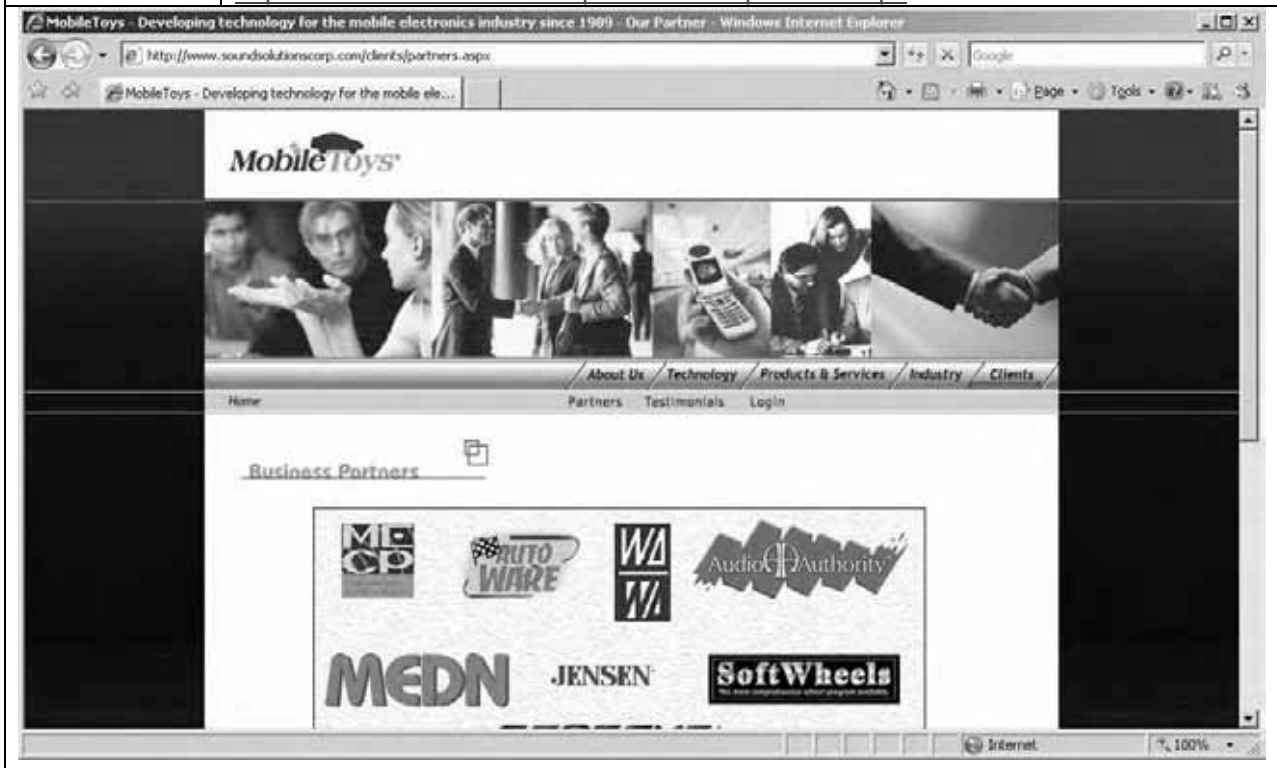 MobileToys - Developing technology for the mobile electronics industry since 1989 - Our Partner - Windows Internet Explorer
http://www.soundsolutionscorp.com/clients/partners.aspx
Google
MobileToys - Developing technology for the mobile ele...
Page
Tools
MobileToys
About Us / Technology / Products & Services / Industry / Clients
Home
Partners Testimonials Login
Business Partners
AUTO
WARE
Audio Authority
MEDN JENSEN SoftWheels
Internet 100%